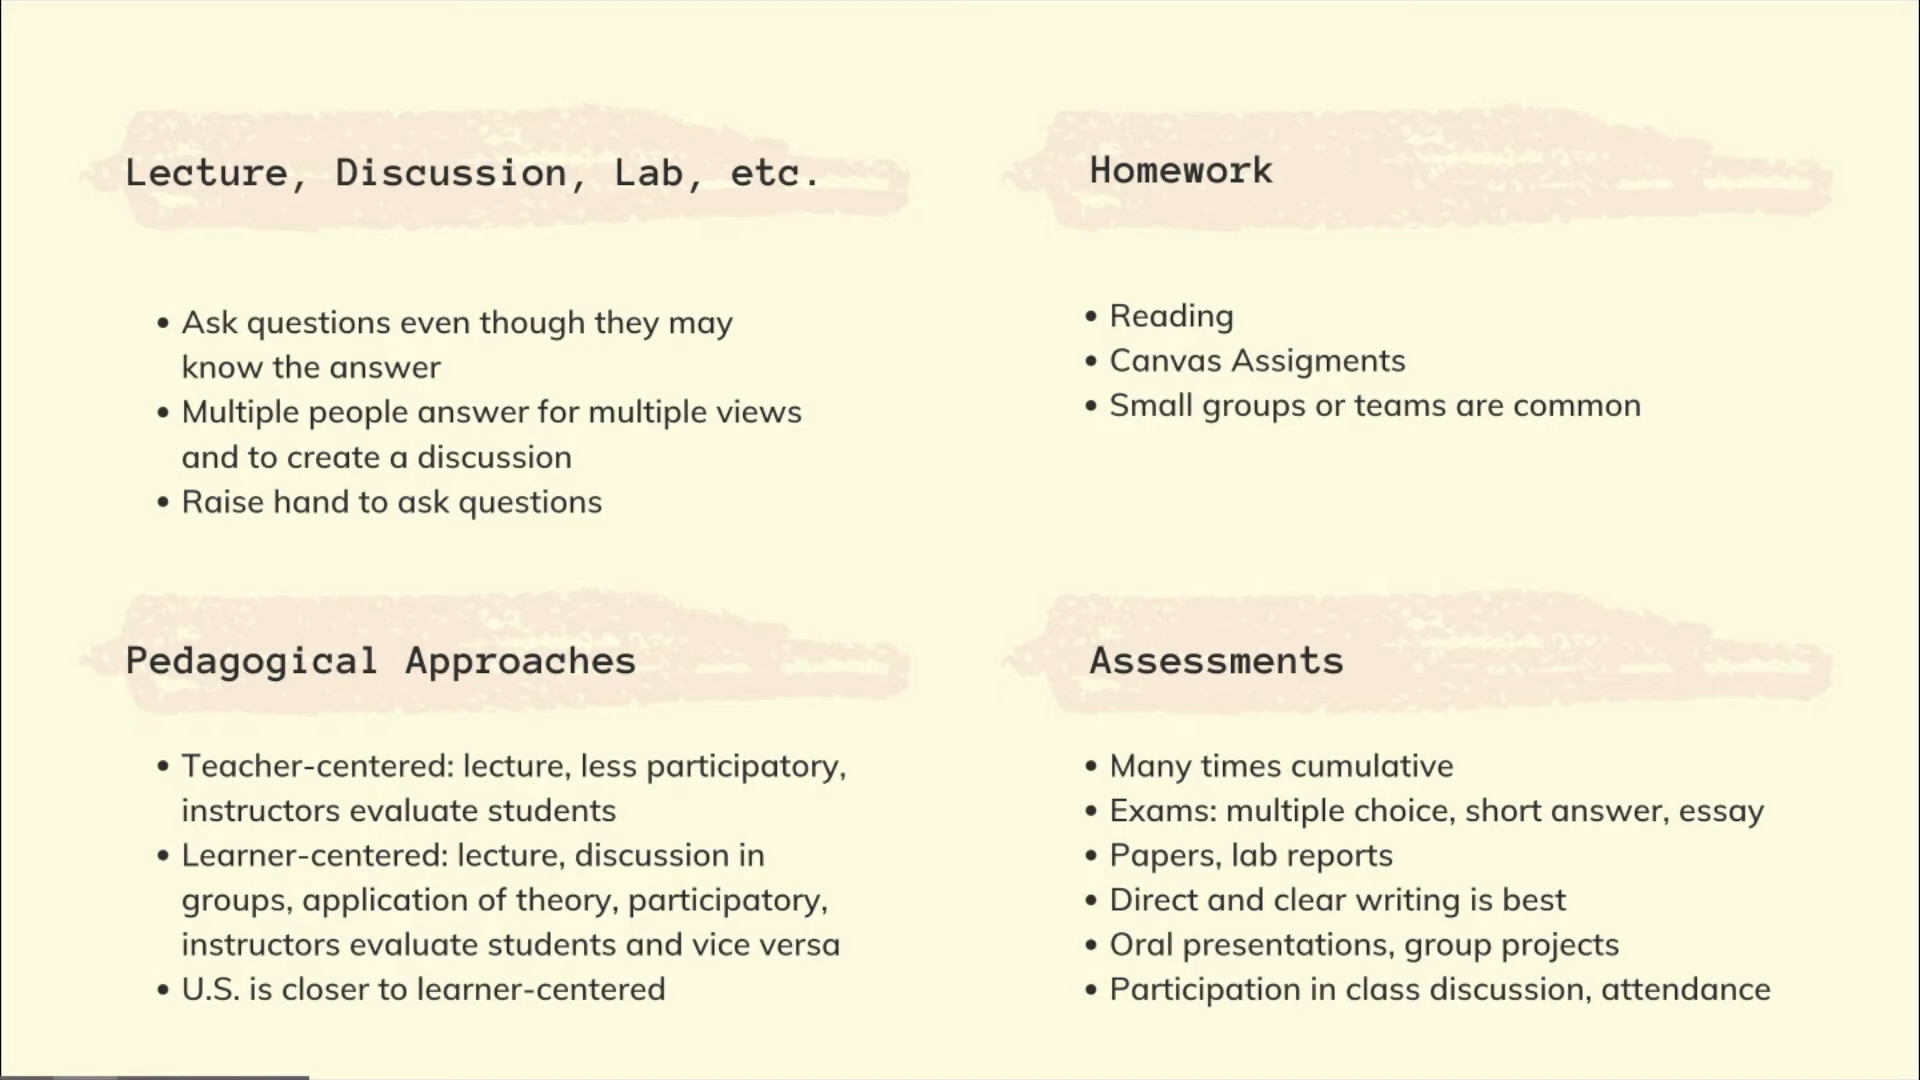 Lecture, Discussion, Lab, etc.
• Ask questions even though they may
know the answer
• Multiple people answer for multiple views
and to create a discussion
• Raise hand to ask questions
Homework
• Reading
• Canvas Assigments
• Small groups or teams are common
Pedagogical Approaches
• Teacher-centered: lecture, less participatory,
instructors evaluate students
• Learner-centered: lecture, discussion in
groups, application of theory, participatory,
instructors evaluate students and vice versa
• U.S. is closer to learner-centered
Assessments
• Many times cumulative
• Exams: multiple choice, short answer, essay
• Papers, lab reports
• Direct and clear writing is best
• Oral presentations, group projects
• Participation in class discussion, attendance